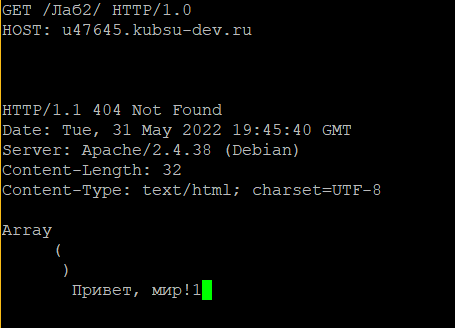 GET /Лаб2/ HTTP/1.0
HOST: u47645.kubsu-dev.ru
HTTP/1.1 404 Not Found
Date: Tue, 31 May 2022 19:45:40 GMT
Server: Apache/2.4.38 (Debian)
Content-Length: 32
Content-Type: text/html; charset=UTF-8
Array
(
)
Привет, мир!1